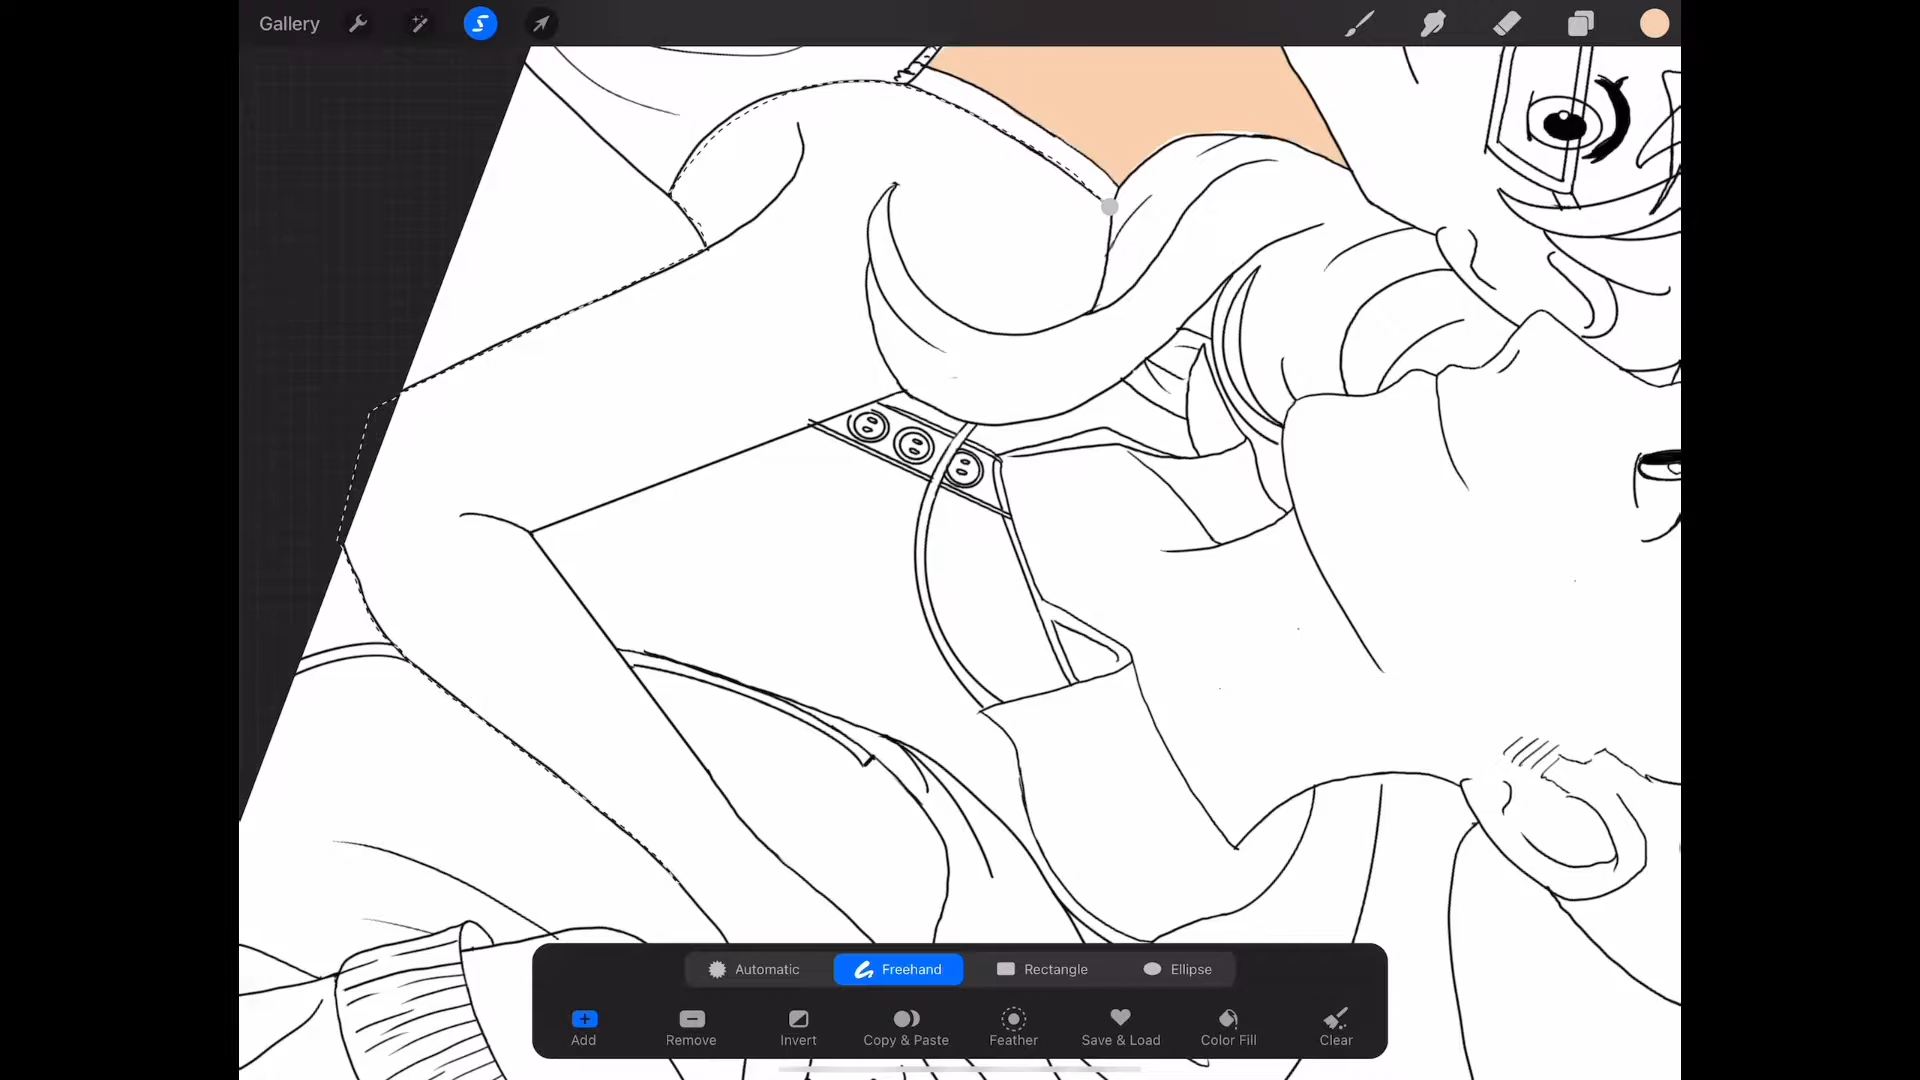 Gallery
Automatic Freehand Rectangle Ellipse
Add Remove Invert Copy & Paste Feather Save & Load Color Fill Clear